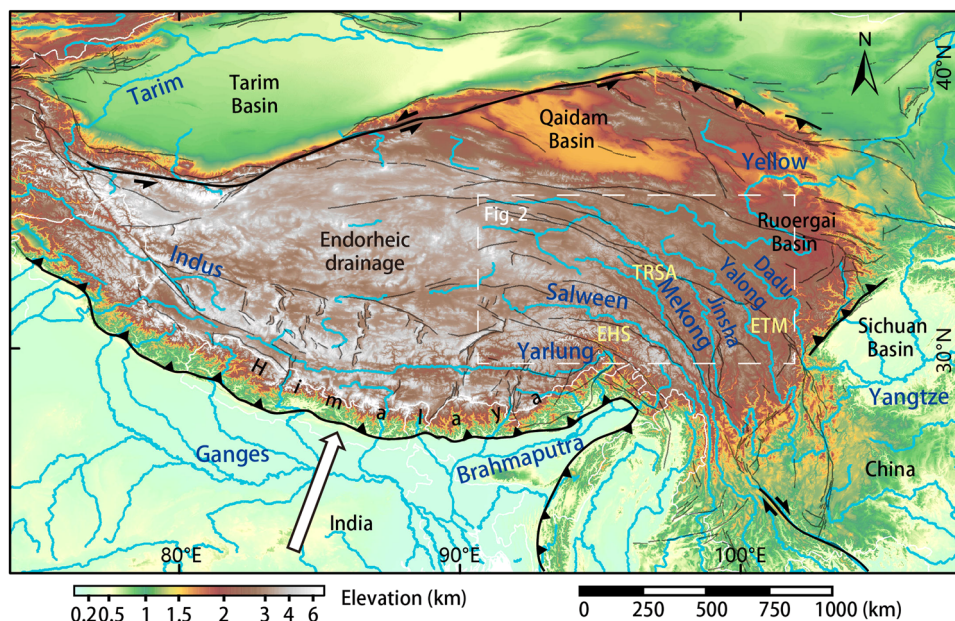 N
40°N
Tarim
Tarim
Basin
Qaidam
Basin
Yellow
Fig. 2
Ruoergai
Basin
Endorheic
drainage
Indus
TRSA
Dadu
Yalong
Salween
Mekong
Jinsha
EHS
ETM
Sichuan
Basin
30°N
Yarlung
Himalaya
Yangtze
Ganges
Brahmaputra
China
India
80°E
90°E
100°E
0.2 0.5 1 1.5 2 3 4 6
Elevation (km)
0 250 500 750 1000 (km)